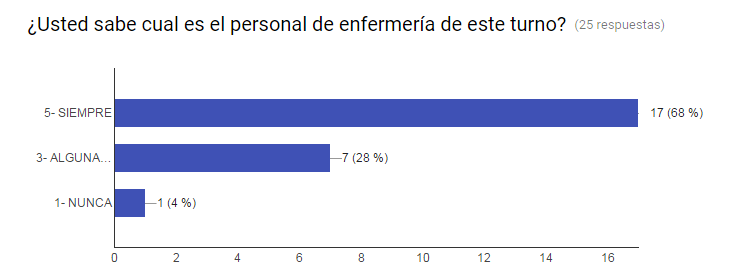 ¿Usted sabe cual es el personal de enfermería de este turno? (25 respuestas)
5- SIEMPRE 17 (68 %)
3- ALGUNA... 7 (28 %)
1- NUNCA 1 (4 %)
0 2 4 6 8 10 12 14 16